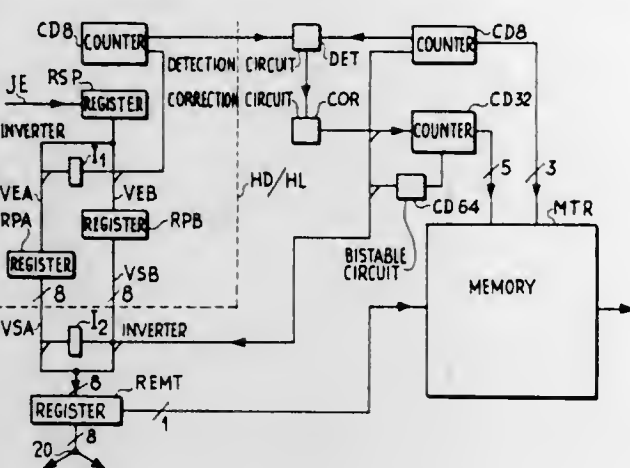 CD8
COUNTER
DETECTION CIRCUIT
DET
COUNTER
CD8
JE
RSP
REGISTER
CORRECTION CIRCUIT
COR
COUNTER
CD32
INVERTER
I1
VEA
VEB
HD/HL
5
3
RPA
REGISTER
REGISTER
RPB
CD64
MTR
BISTABLE
CIRCUIT
8
8
VSB
MEMORY
VSA
I2
INVERTER
8
REMT
REGISTER
1
8
20